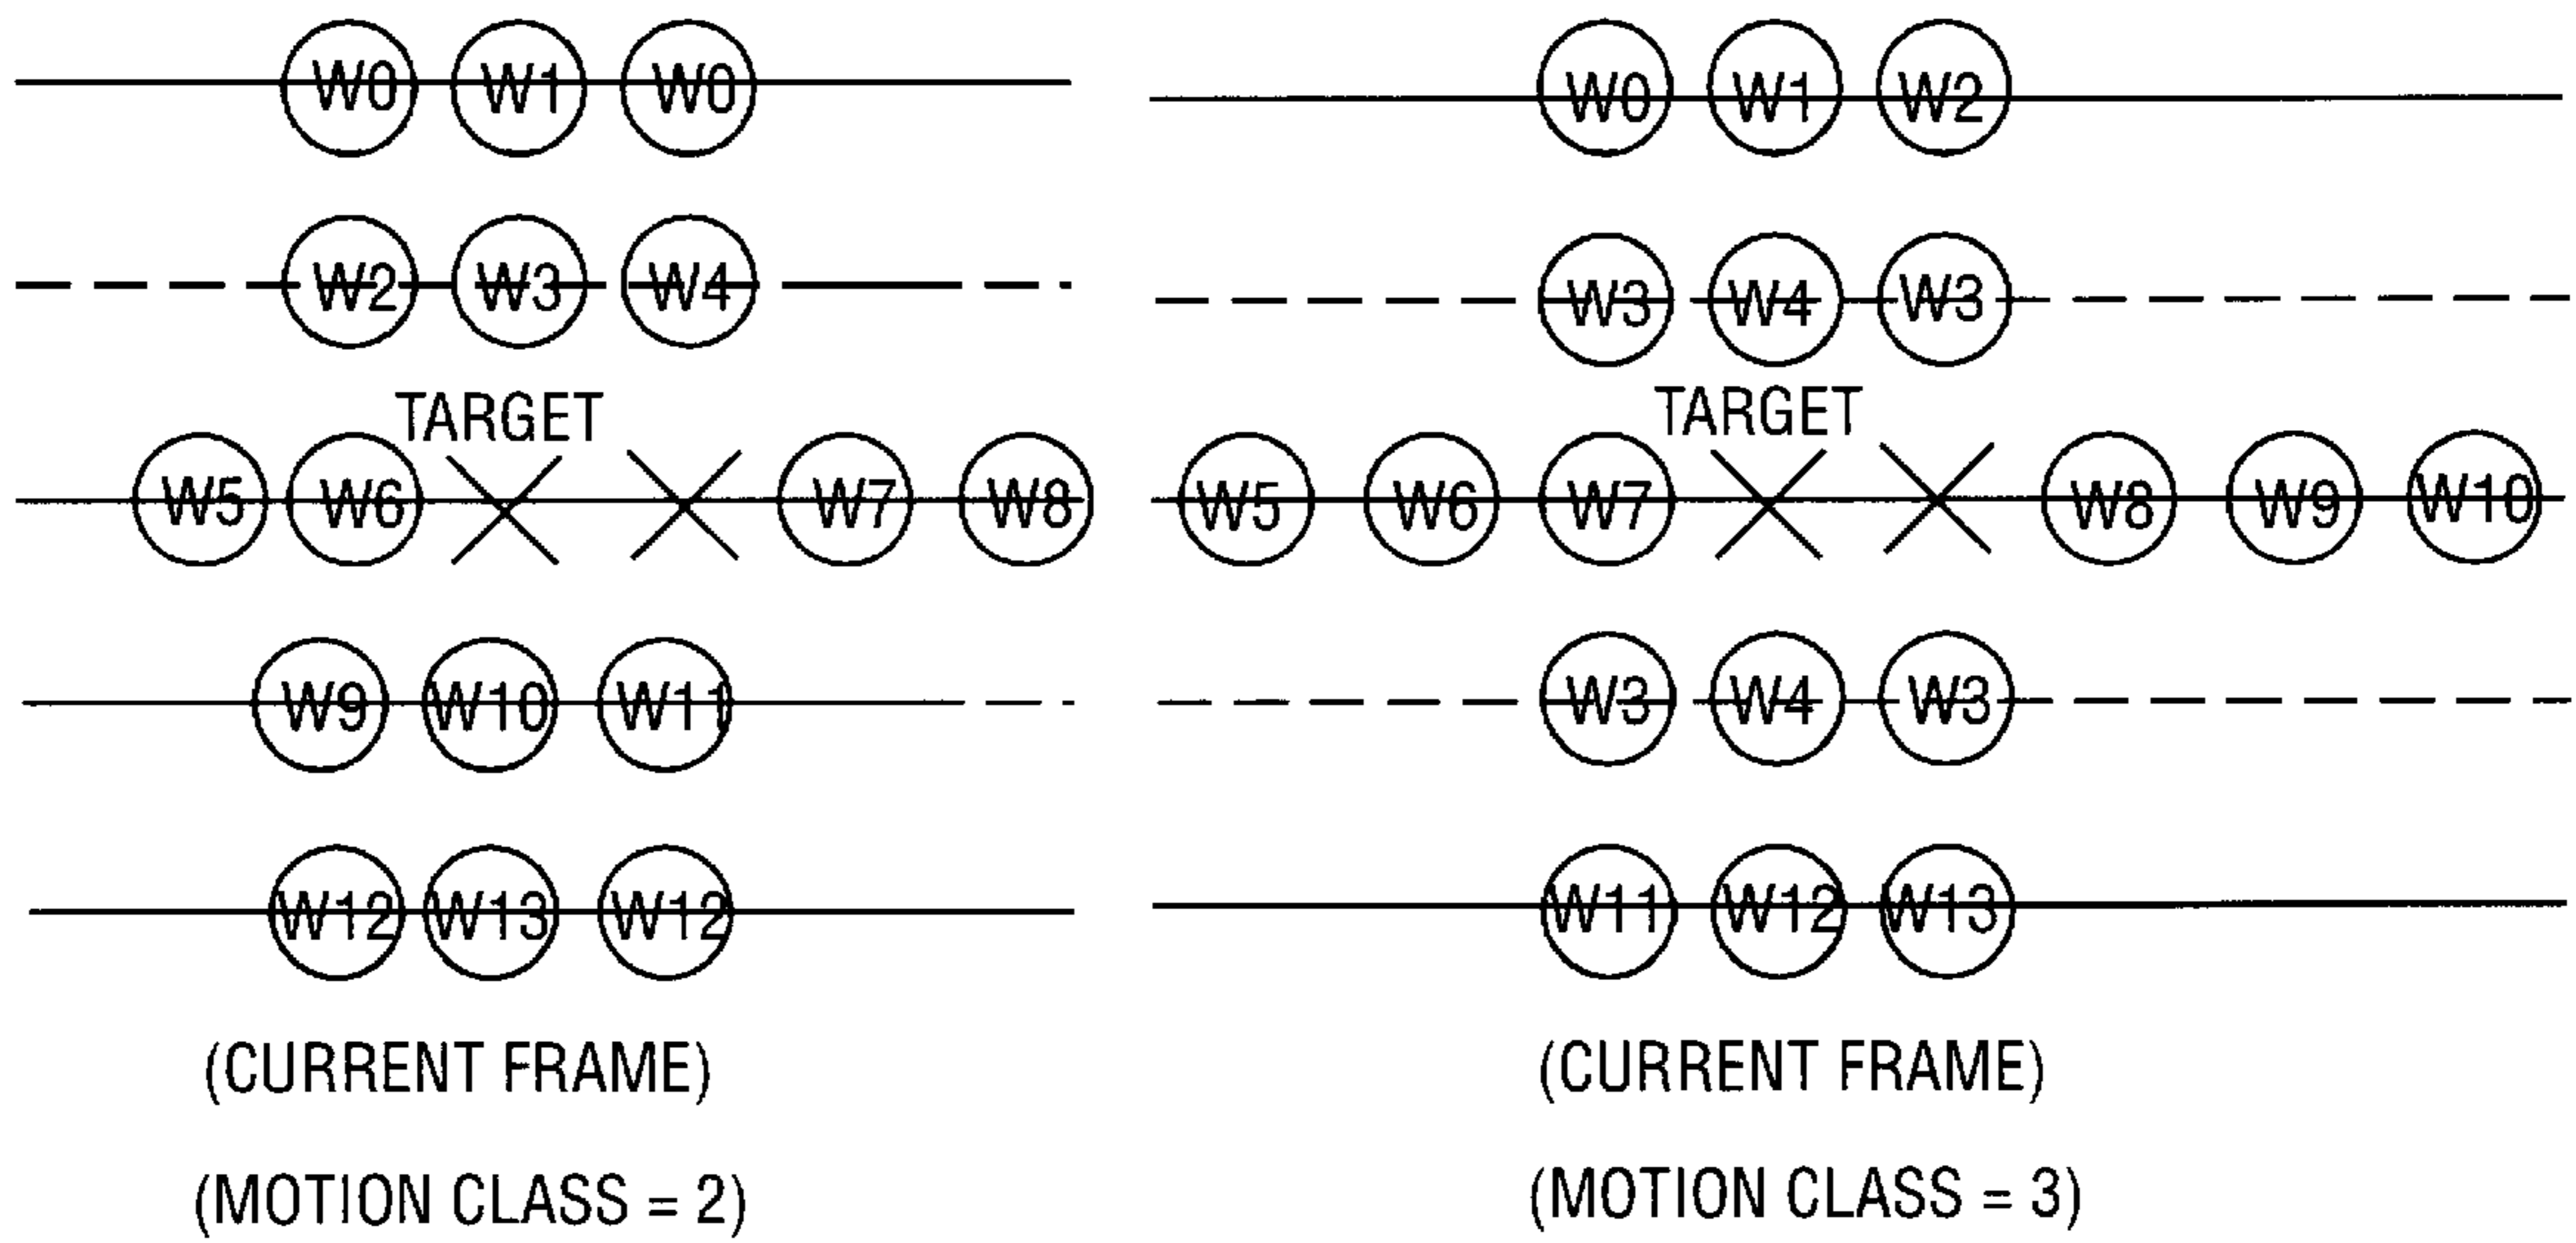 W0 W1 W0
W2 W3 W4
TARGET
W5 W6 W7 W8
W9 W10 W11
W12 W13 W12
(CURRENT FRAME)
(MOTION CLASS = 2)
W0 W1 W2
W3 W4 W3
TARGET
W5 W6 W7 W8 W9 W10
W3 W4 W3
W11 W12 W13
(CURRENT FRAME)
(MOTION CLASS = 3)